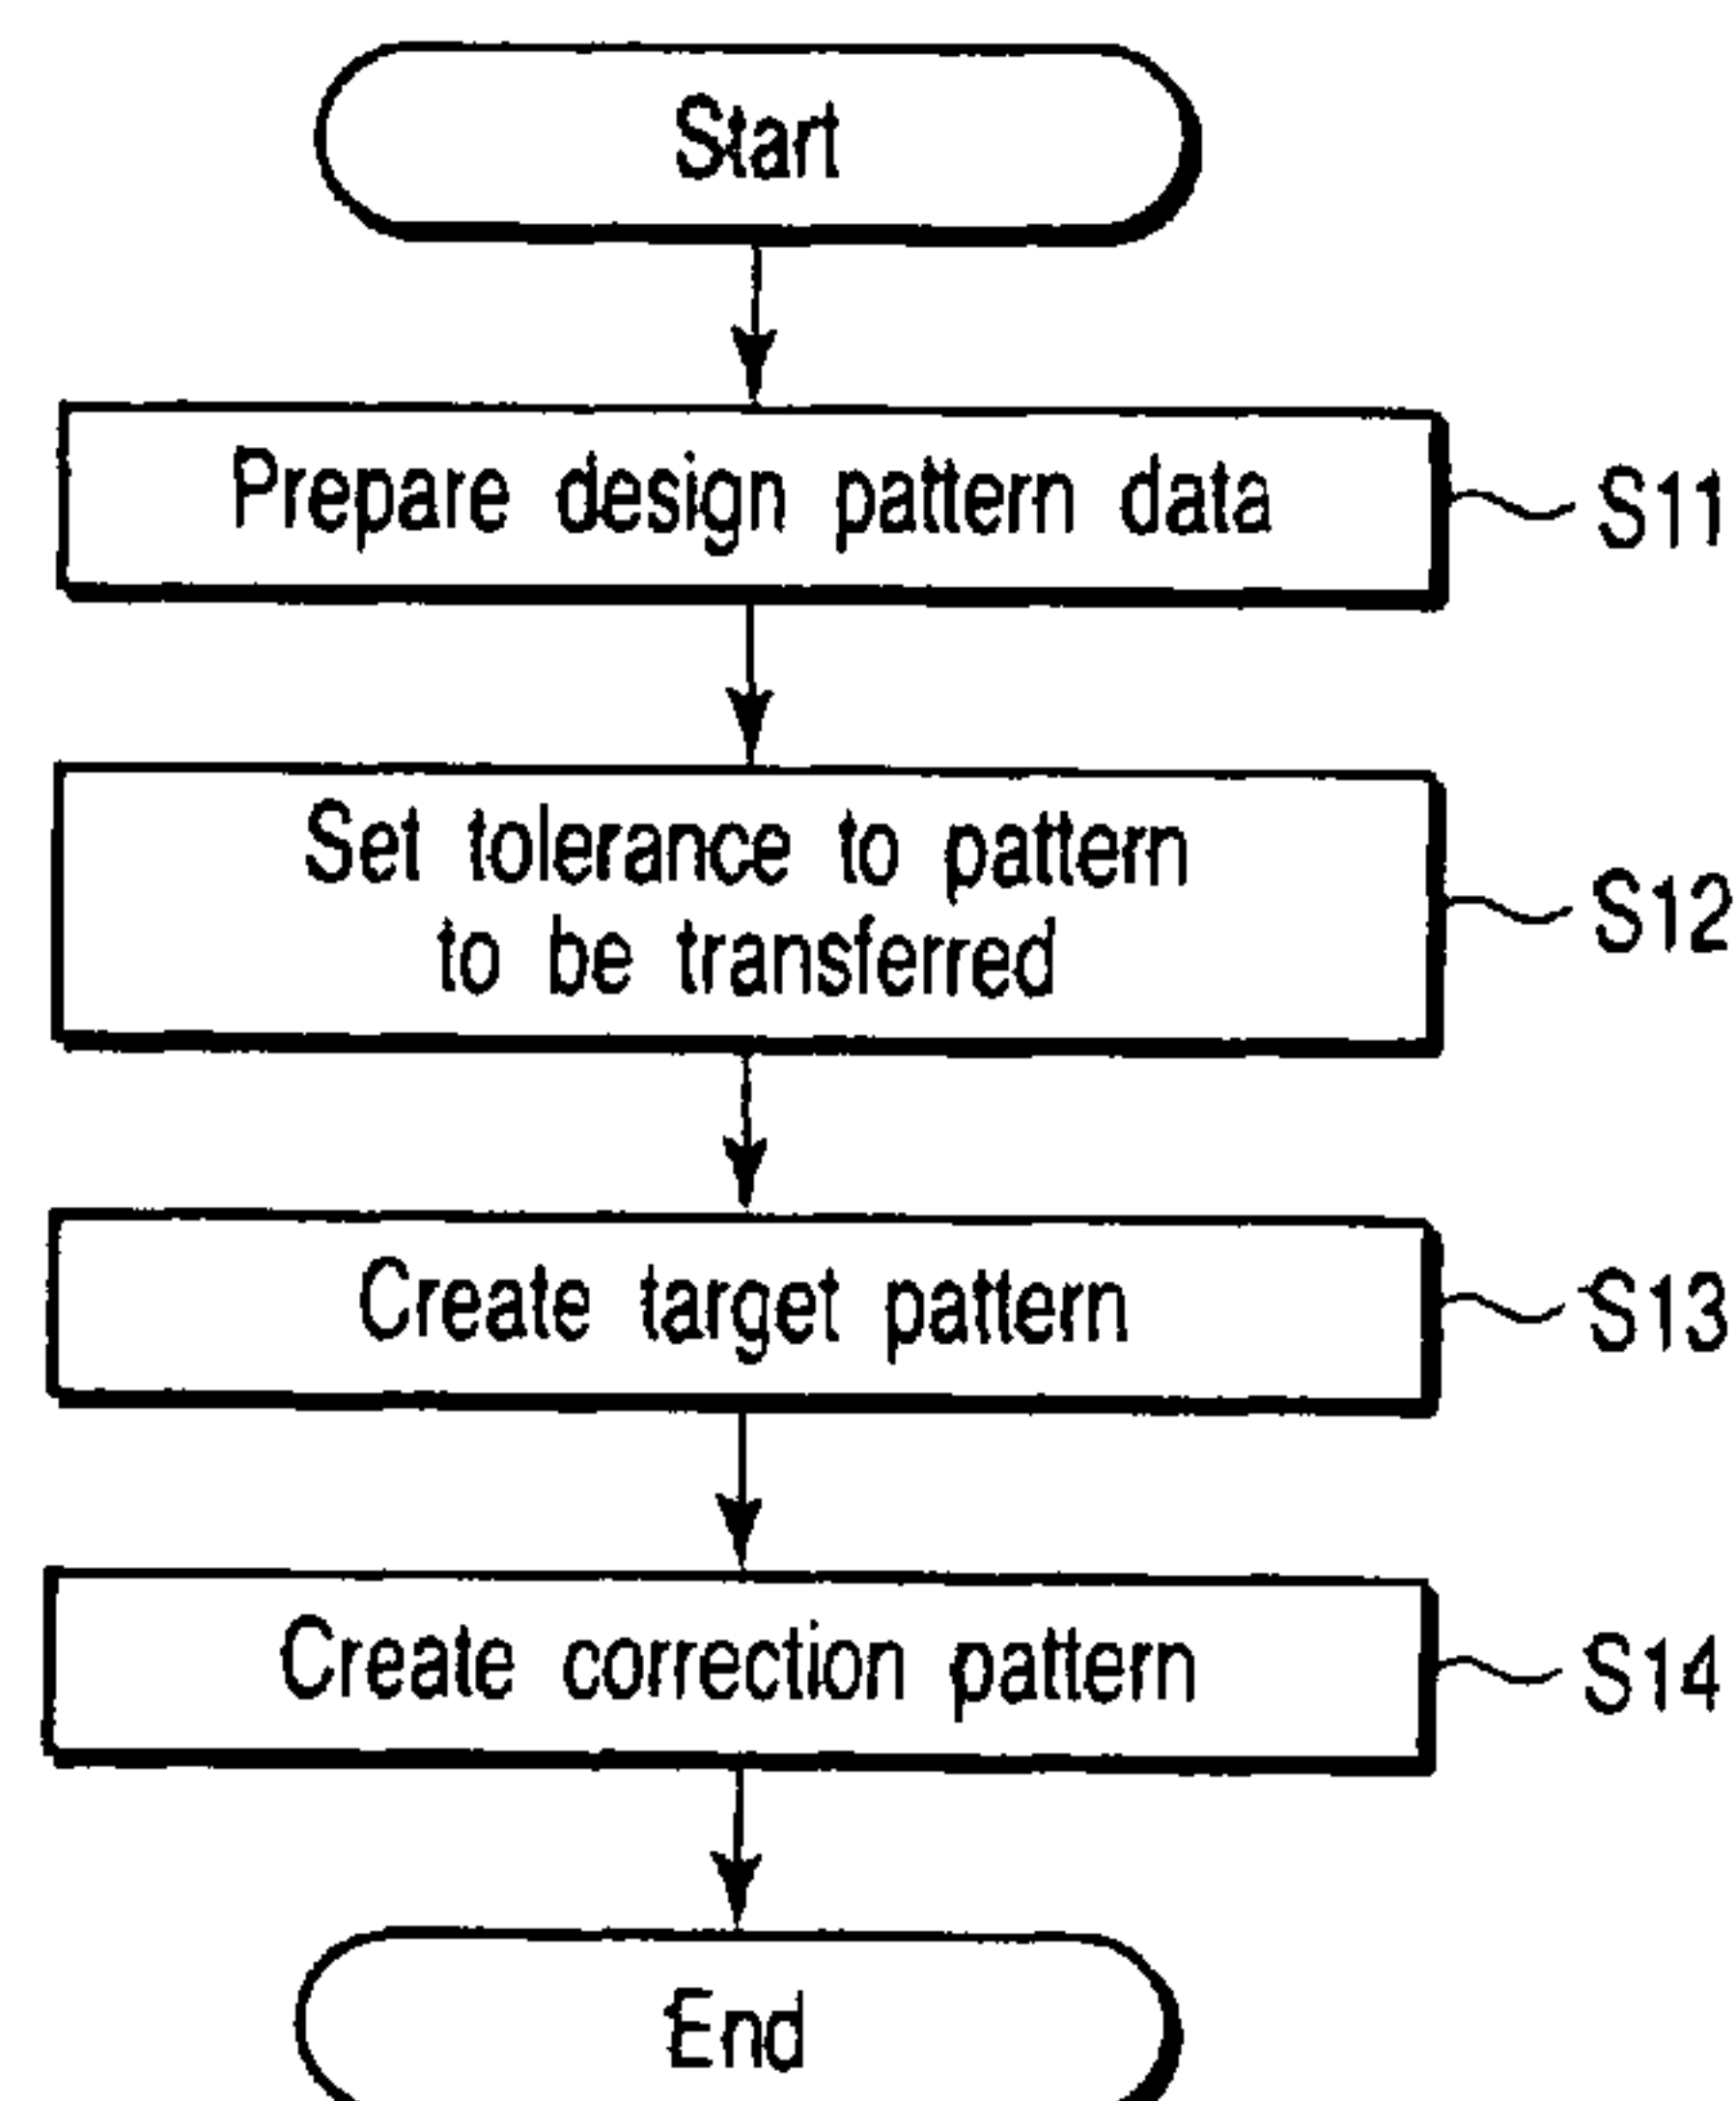 Start
Prepare design pattern data
S11
Set tolerance to pattern
to be transferred
S12
Create target pattern
S13
Create correction pattern
S14
End